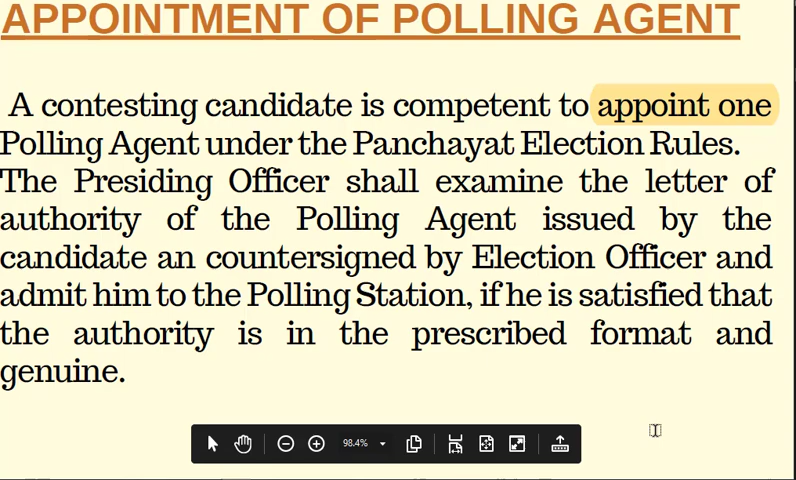 APPOINTMENT OF POLLING AGENT
A contesting candidate is competent to appoint one
Polling Agent under the Panchayat Election Rules.
The Presiding Officer shall examine the letter of
authority of the Polling Agent issued by the
candidate an countersigned by Election Officer and
admit him to the Polling Station, if he is satisfied that
the authority is in the prescribed format and
genuine.
98.4%